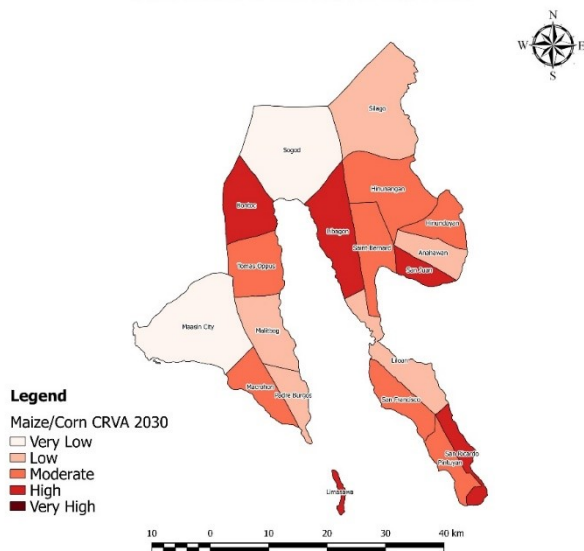 N
W
E
S
Silago
Sogod
Hinunangan
Bontoc
Libagon
Hinundayan
Saint Bernard
Anahawan
San Juan
Tomas Oppus
Maasin City
Malitbog
Liloan
Macrohon
Padre Burgos
San Francisco
San Ricardo
Pintuyan
Limasawa
Legend
Maize/Corn CRVA 2030
Very Low
Low
Moderate
High
Very High
10 0 10 20 30 40 km